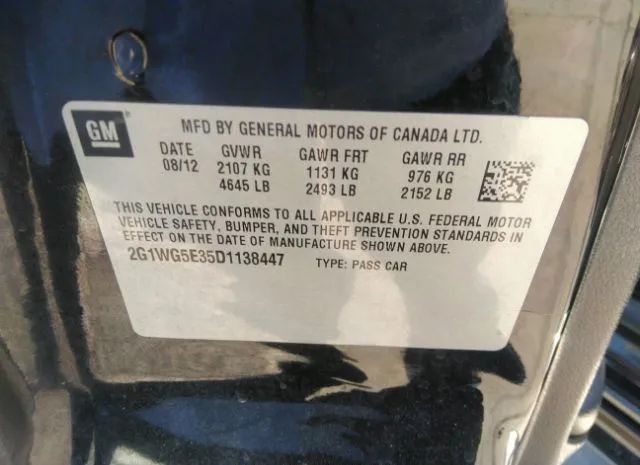 GM
MFD BY GENERAL MOTORS OF CANADA LTD.
DATE GVWR GAWR FRT GAWR RR
08/12 2107 KG 1131 KG 976 KG
4645 LB 2493 LB 2152 LB
THIS VEHICLE CONFORMS TO ALL APPLICABLE U.S. FEDERAL MOTOR
VEHICLE SAFETY, BUMPER, AND THEFT PREVENTION STANDARDS IN
EFFECT ON THE DATE OF MANUFACTURE SHOWN ABOVE.
2G1WG5E35D1138447 TYPE: PASS CAR